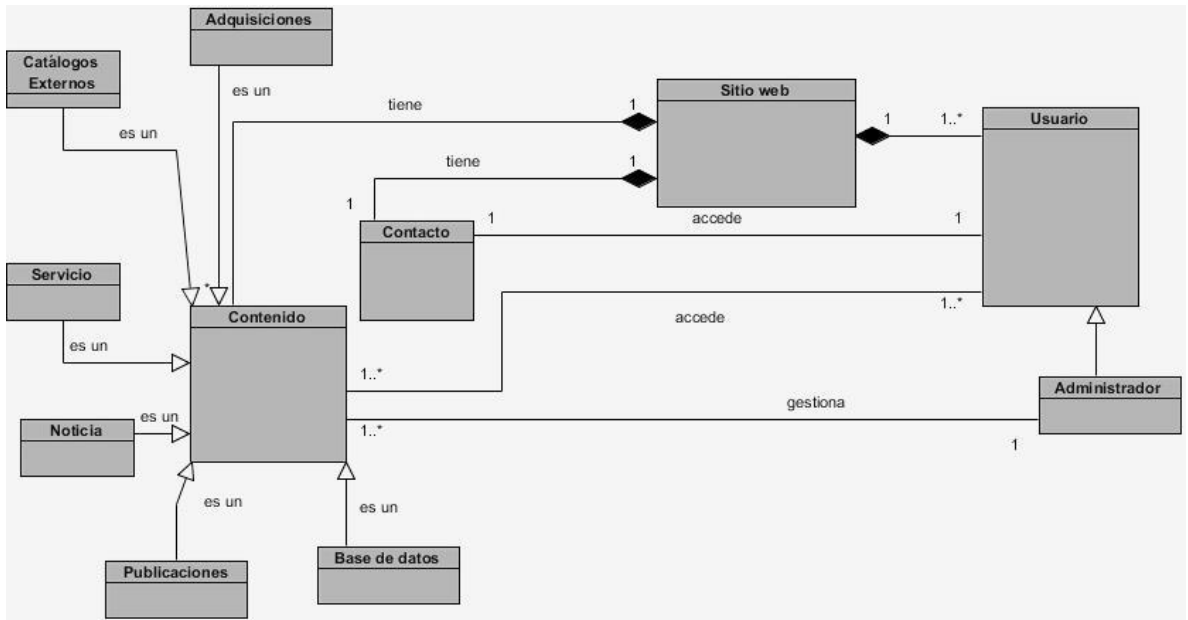 Adquisiciones
Catálogos
Externos
es un
es un
tiene
1
Sitio web
1
1..*
Usuario
tiene
1
1
Contacto
1
accede
1
Servicio
es un
*
Contenido
accede
1..*
1..*
Noticia
es un
1..*
gestiona
1
Administrador
es un
Publicaciones
es un
Base de datos